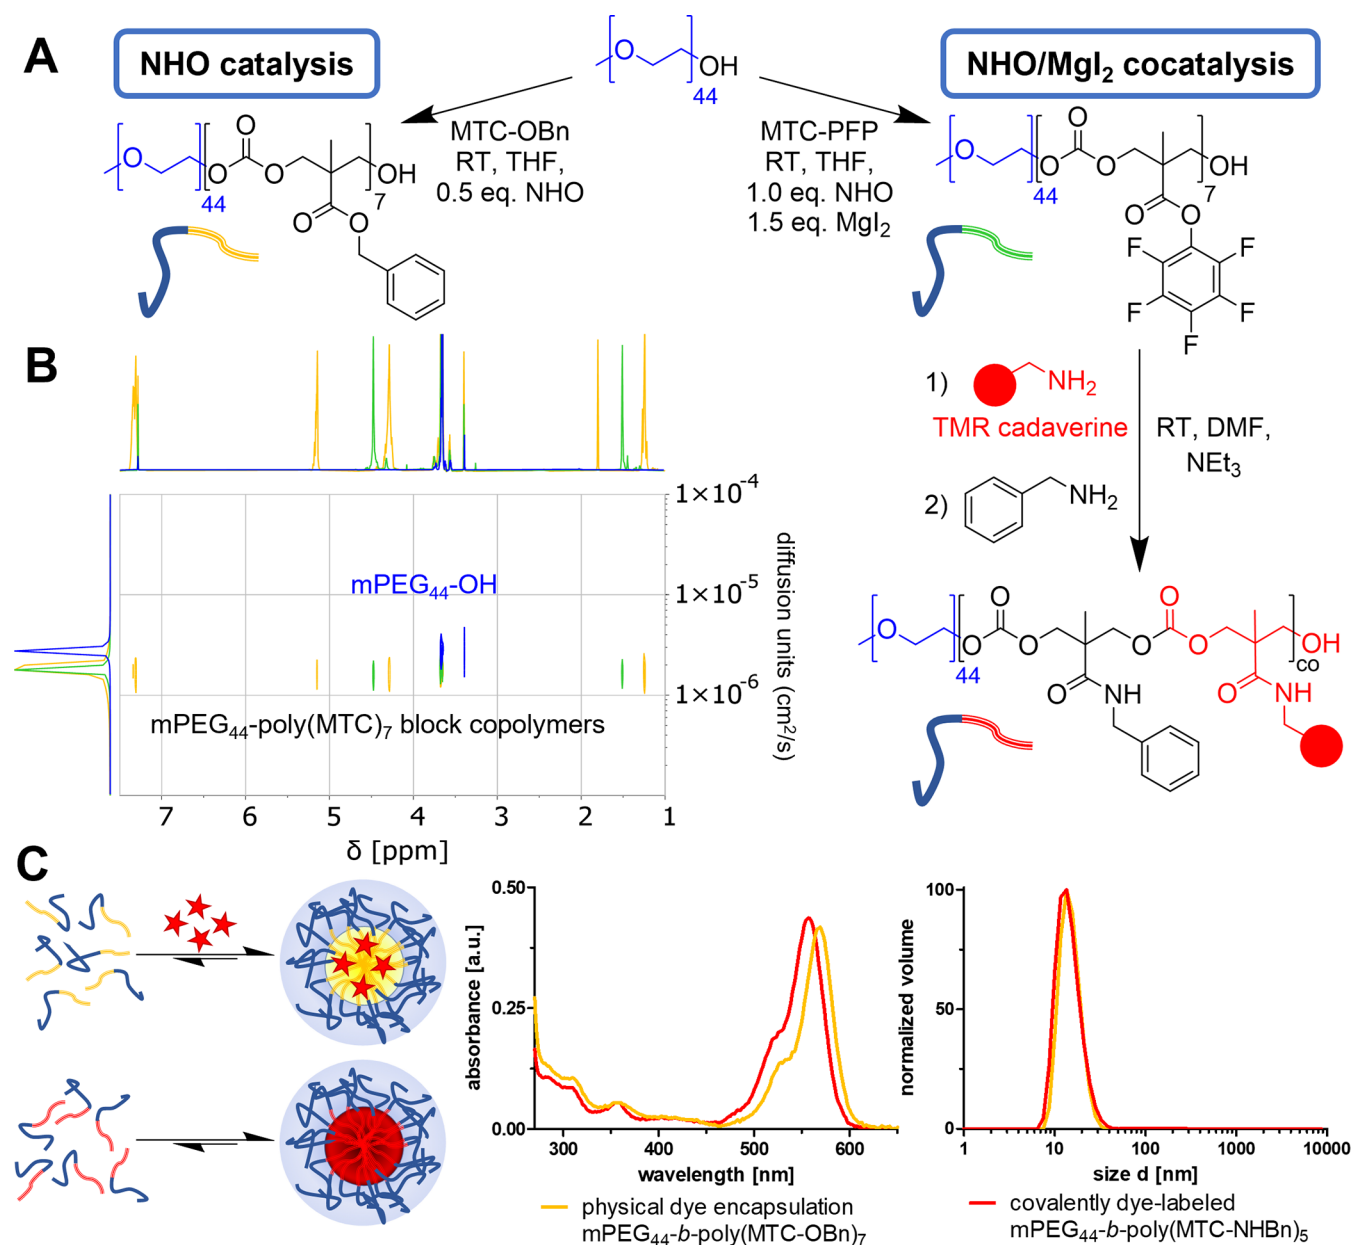 A
NHO catalysis
NHO/MgI2 cocatalysis
O
OH
44
MTC-OBn
RT, THF,
0.5 eq. NHO
MTC-PFP
RT, THF,
1.0 eq. NHO
1.5 eq. MgI2
O
O
O
O
OH
44
7
O
O
O
O
O
O
OH
44
7
O
O
F
F
F
F
F
1)
NH2
TMR cadaverine
2)
NH2
RT, DMF,
NEt3
O
O
O
O
O
O
O
OH
44
co
O
NH
O
NH
B
mPEG44-OH
mPEG44-poly(MTC)7 block copolymers
1×10-4
1×10-5
1×10-6
diffusion units (cm2/s)
7 6 5 4 3 2 1
δ [ppm]
C
absorbance [a.u.]
0.50
0.25
0.00
300 400 500 600
wavelength [nm]
normalized volume
100
50
0
1 10 100 1000 10000
size d [nm]
physical dye encapsulation
mPEG44-b-poly(MTC-OBn)7
covalently dye-labeled
mPEG44-b-poly(MTC-NHBn)5